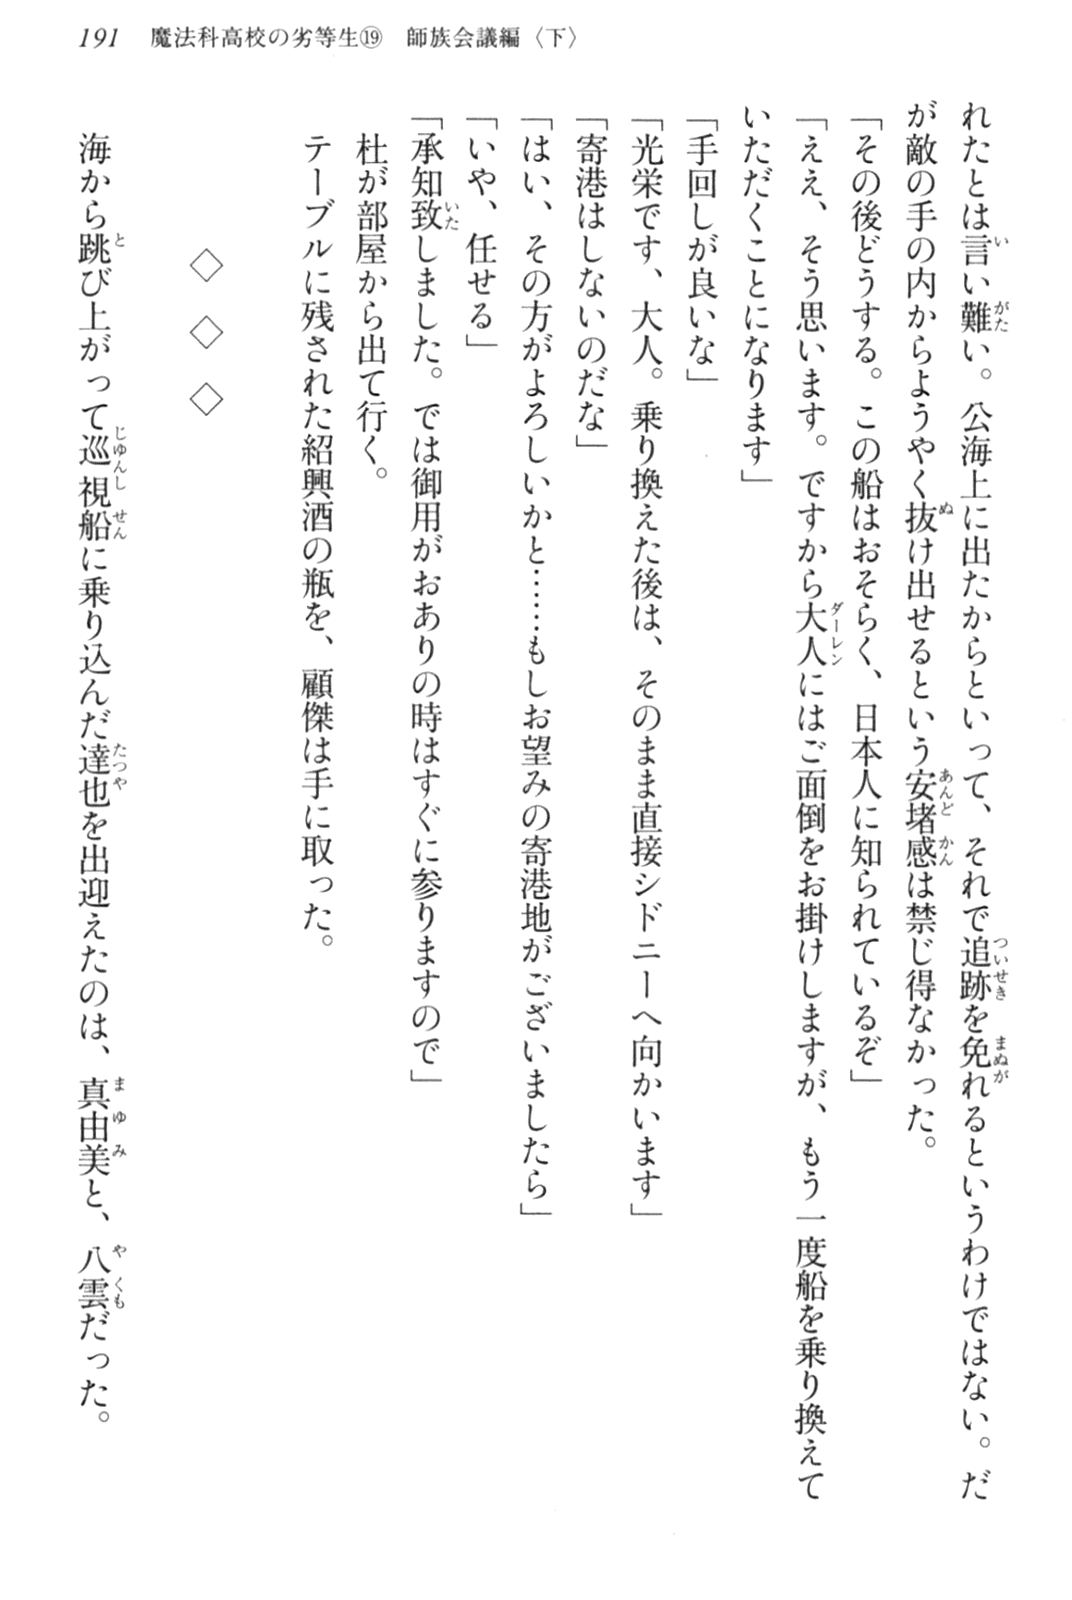 191　魔法科高校の劣等生⑲　師族会議編〈下〉
れたとは言い難い。公海上に出たからといって、それで追跡を免れるというわけではない。だ
が敵の手の内からようやく抜け出せるという安堵感は禁じ得なかった。
「その後どうする。この船はおそらく、日本人に知られているぞ」
「ええ、そう思います。ですから大人にはご面倒をお掛けしますが、もう一度船を乗り換えて
いただくことになります」
「手回しが良いな」
「光栄です、大人。乗り換えた後は、そのまま直接シドニーへ向かいます」
「寄港はしないのだな」
「はい、その方がよろしいかと……もしお望みの寄港地がございましたら」
「いや、任せる」
「承知致しました。では御用がおありの時はすぐに参りますので」
杜が部屋から出て行く。
テーブルに残された紹興酒の瓶を、顧傑は手に取った。
◇　◇　◇
海から跳び上がって巡視船に乗り込んだ達也を出迎えたのは、真由美と、八雲だった。